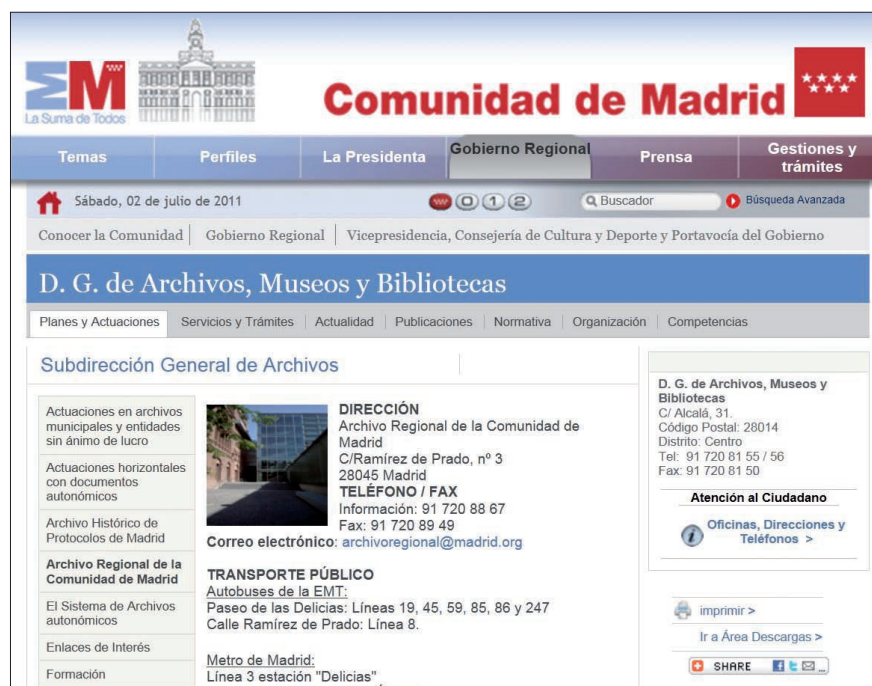 La Suma de Todos
Comunidad de Madrid
Temas
Perfiles
La Presidenta
Gobierno Regional
Prensa
Gestiones y
trámites
Sábado, 02 de julio de 2011
012
Buscador
Búsqueda Avanzada
Conocer la Comunidad
Gobierno Regional
Vicepresidencia, Consejería de Cultura y Deporte y Portavocía del Gobierno
D. G. de Archivos, Museos y Bibliotecas
Planes y Actuaciones
Servicios y Trámites
Actualidad
Publicaciones
Normativa
Organización
Competencias
Subdirección General de Archivos
Actuaciones en archivos
municipales y entidades
sin ánimo de lucro
Actuaciones horizontales
con documentos
autonómicos
Archivo Histórico de
Protocolos de Madrid
Archivo Regional de la
Comunidad de Madrid
El Sistema de Archivos
autonómicos
Enlaces de Interés
Formación
DIRECCIÓN
Archivo Regional de la Comunidad de
Madrid
C/Ramírez de Prado, nº 3
28045 Madrid
TELÉFONO / FAX
Información: 91 720 88 67
Fax: 91 720 89 49
Correo electrónico: archivoregional@madrid.org
TRANSPORTE PÚBLICO
Autobuses de la EMT:
Paseo de las Delicias: Líneas 19, 45, 59, 85, 86 y 247
Calle Ramírez de Prado: Línea 8.
Metro de Madrid:
Línea 3 estación "Delicias"
D. G. de Archivos, Museos y
Bibliotecas
C/ Alcalá, 31.
Código Postal: 28014
Distrito: Centro
Tel: 91 720 81 55 / 56
Fax: 91 720 81 50
Atención al Ciudadano
Oficinas, Direcciones y
Teléfonos >
imprimir >
Ir a Área Descargas >
SHARE